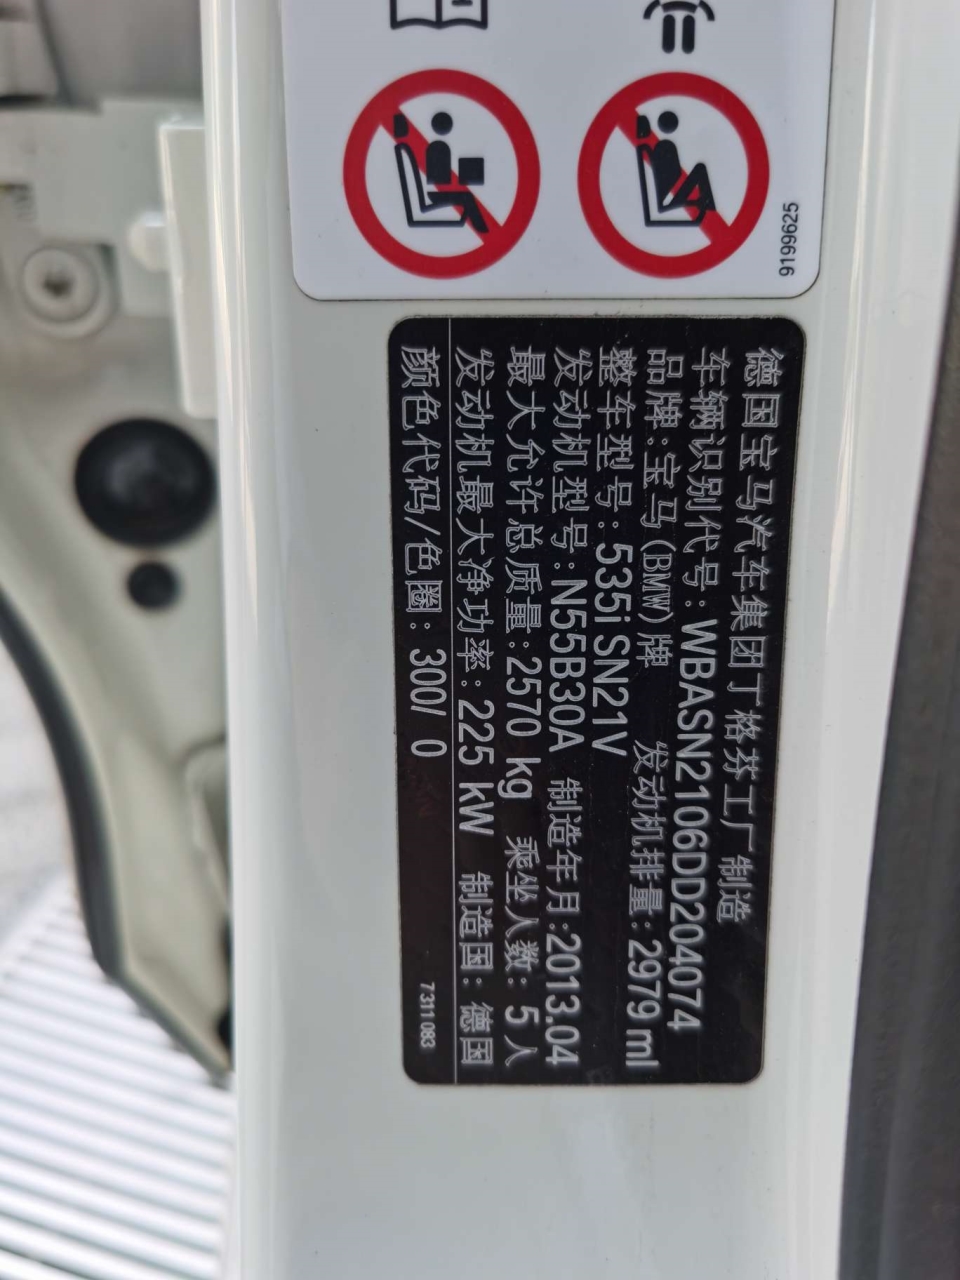 9199625
德国宝马汽车集团丁格芬工厂制造
车辆识别代号:WBASN2106DD204074
品牌:宝马(BMW)牌 发动机排量:2979 ml
整车型号:535i SN21V
发动机型号:N55B30A 制造年月:2013.04
最大允许总质量:2570 kg 乘坐人数:5人
发动机最大净功率:225 kW 制造国:德国
颜色代码/色圈:300/ 0
7311083